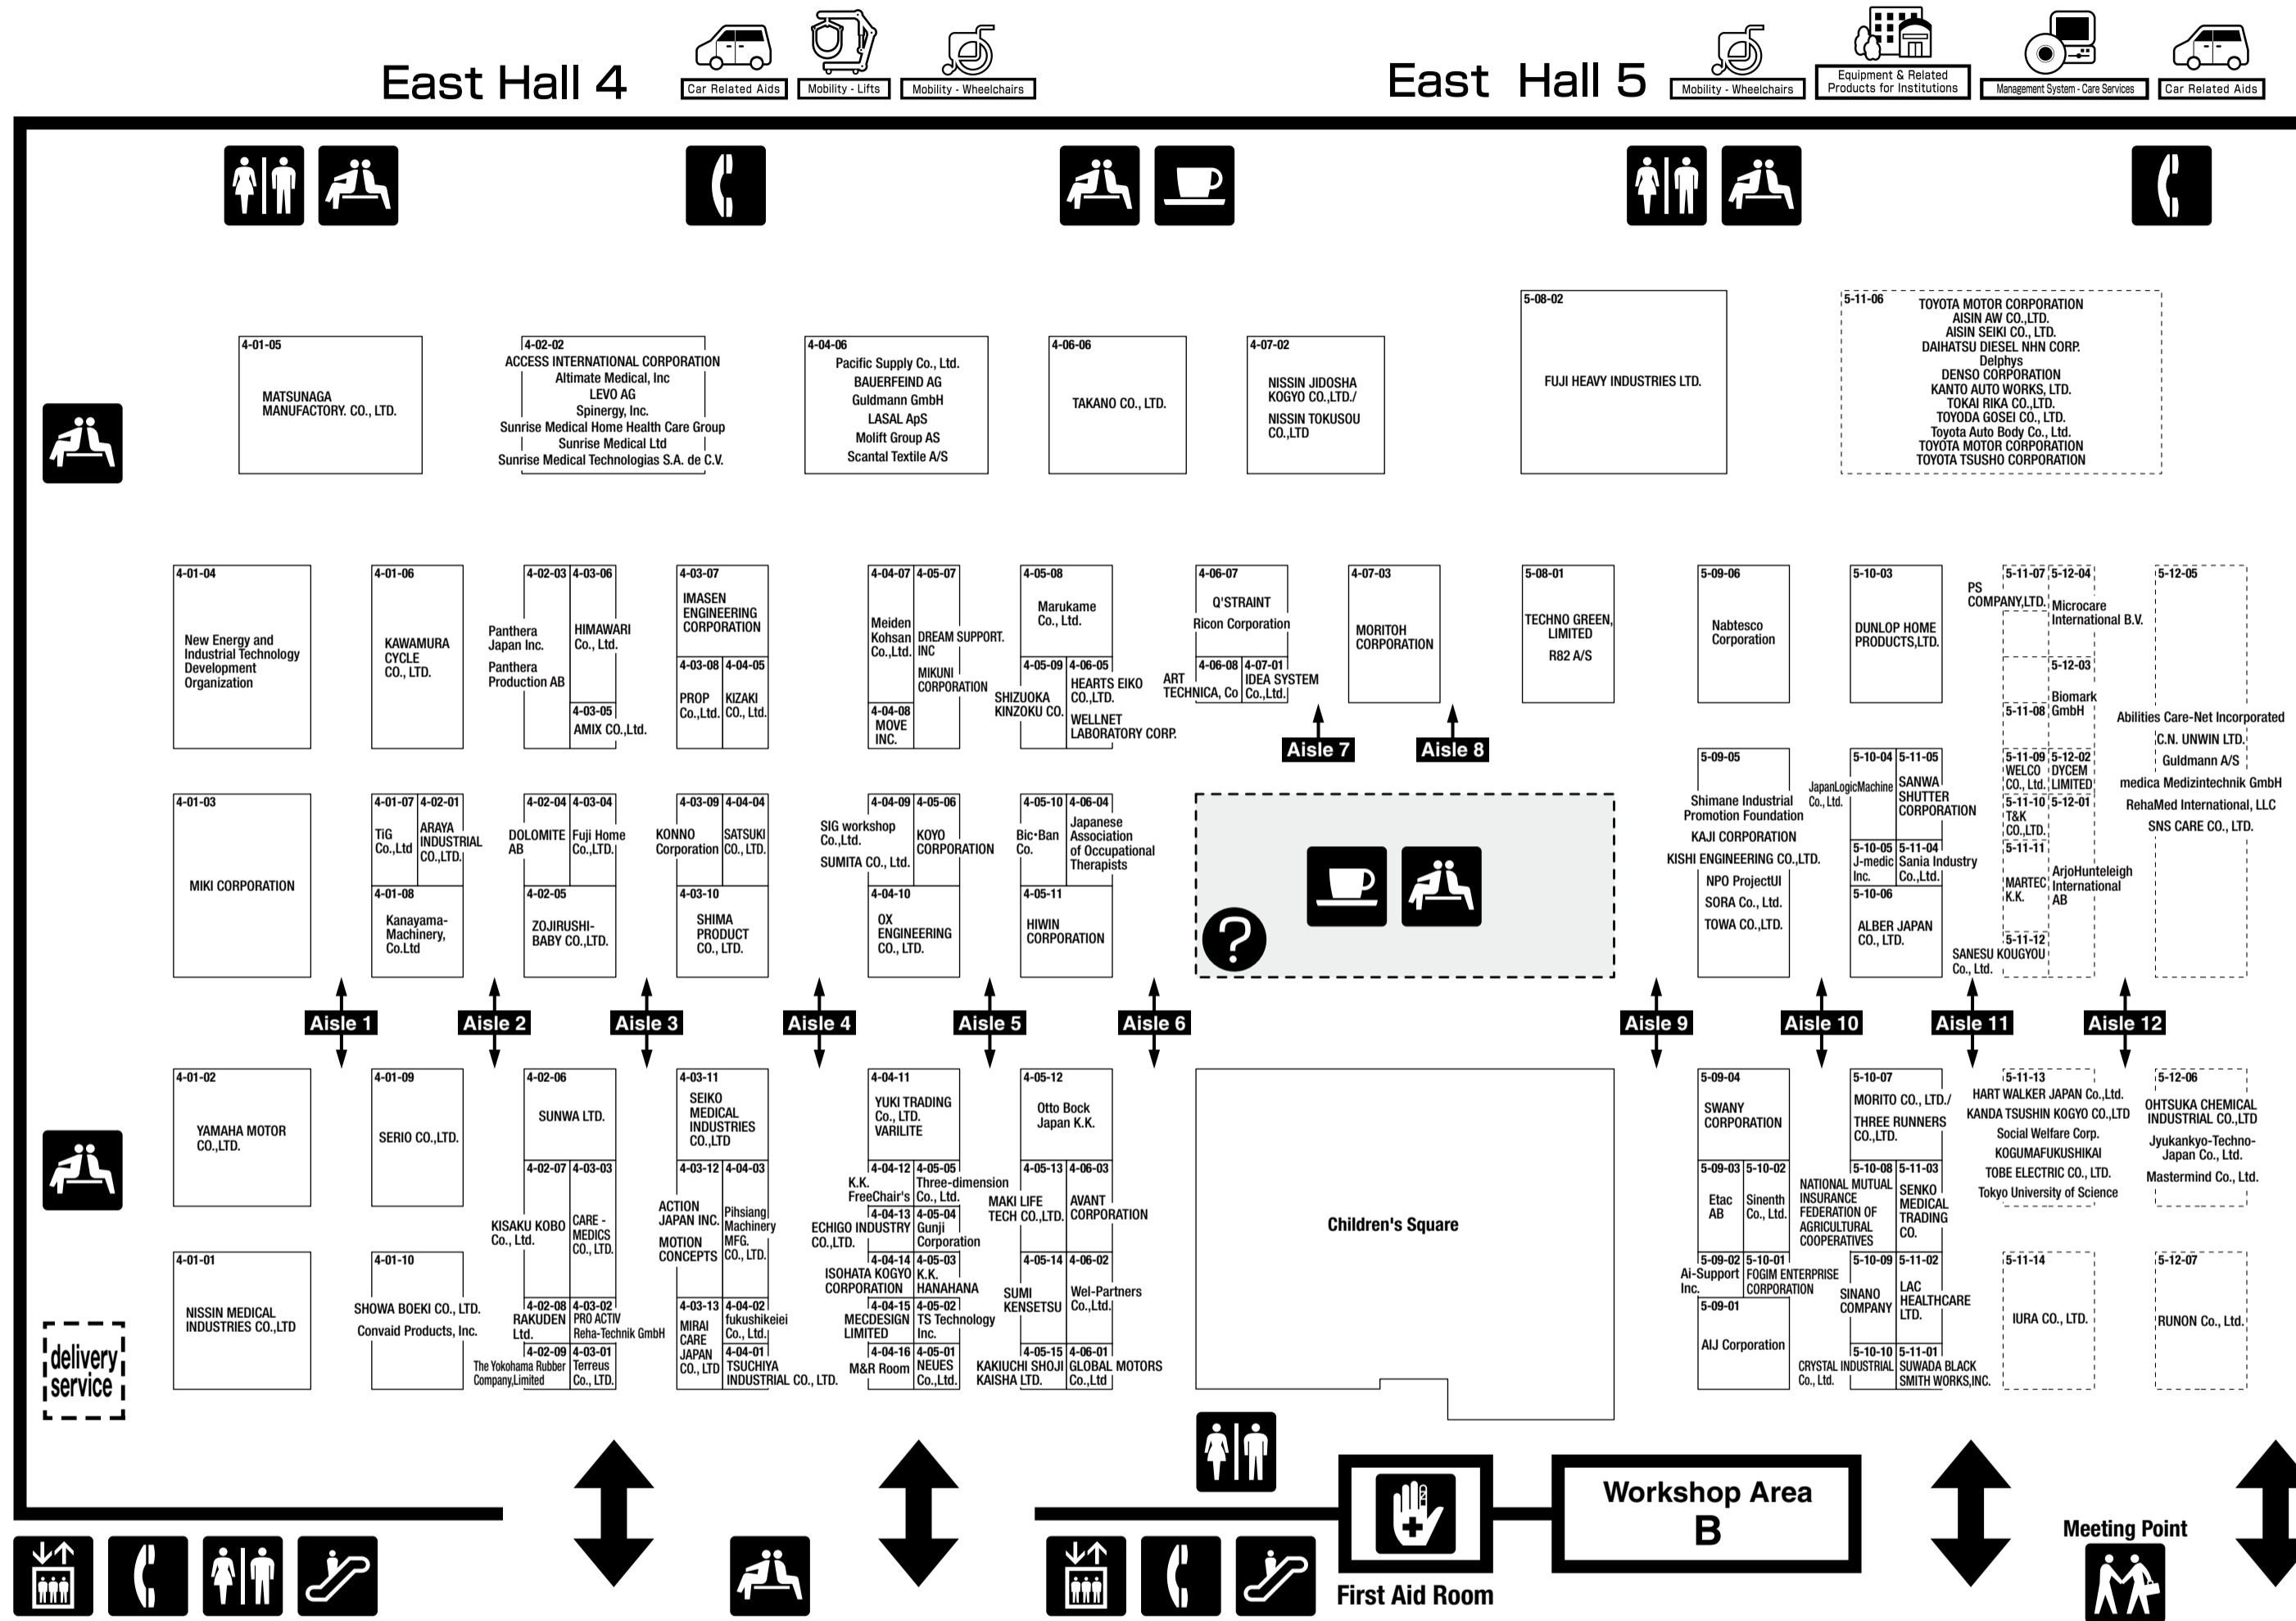 East Hall 4
Car Related Aids
Mobility - Lifts
Mobility - Wheelchairs
East Hall 5
Mobility - Wheelchairs
Equipment & Related
Products for Institutions
Management System - Care Services
Car Related Aids
4-01-05
MATSUNAGA
MANUFACTORY. CO., LTD.
4-02-02
ACCESS INTERNATIONAL CORPORATION
Altimate Medical, Inc
LEVO AG
Spinergy, Inc.
Sunrise Medical Home Health Care Group
Sunrise Medical Ltd
Sunrise Medical Technologias S.A. de C.V.
4-04-06
Pacific Supply Co., Ltd.
BAUERFEIND AG
Guldmann GmbH
LASAL ApS
Molift Group AS
Scantal Textile A/S
4-06-06
TAKANO CO., LTD.
4-07-02
NISSIN JIDOSHA
KOGYO CO.,LTD./
NISSIN TOKUSOU
CO.,LTD
5-08-02
FUJI HEAVY INDUSTRIES LTD.
5-11-06
TOYOTA MOTOR CORPORATION
AISIN AW CO.,LTD.
AISIN SEIKI CO., LTD.
DAIHATSU DIESEL NHN CORP.
Delphys
DENSO CORPORATION
KANTO AUTO WORKS, LTD.
TOKAI RIKA CO.,LTD.
TOYODA GOSEI CO., LTD.
Toyota Auto Body Co., Ltd.
TOYOTA MOTOR CORPORATION
TOYOTA TSUSHO CORPORATION
4-01-04
New Energy and
Industrial Technology
Development
Organization
4-01-06
KAWAMURA
CYCLE
CO., LTD.
4-02-03
Panthera
Japan Inc.
Panthera
Production AB
4-03-06
HIMAWARI
Co., Ltd.
4-03-05
AMIX CO.,Ltd.
4-03-07
IMASEN
ENGINEERING
CORPORATION
4-03-08
PROP
Co.,Ltd.
4-04-05
KIZAKI
CO., Ltd.
4-04-07
Meiden
Kohsan
Co.,Ltd.
4-04-08
MOVE
INC.
4-05-07
DREAM SUPPORT.
INC
MIKUNI
CORPORATION
4-05-08
Marukame
Co., Ltd.
4-05-09
SHIZUOKA
KINZOKU CO.
4-06-05
HEARTS EIKO
CO.,LTD.
WELLNET
LABORATORY CORP.
4-06-07
Q'STRAINT
Ricon Corporation
4-06-08
ART
TECHNICA, Co
4-07-01
IDEA SYSTEM
Co.,Ltd.
4-07-03
MORITOH
CORPORATION
Aisle 7
Aisle 8
5-08-01
TECHNO GREEN,
LIMITED
R82 A/S
5-09-06
Nabtesco
Corporation
5-10-03
DUNLOP HOME
PRODUCTS,LTD.
5-11-07
PS
COMPANY,LTD.
5-12-04
Microcare
International B.V.
5-12-03
Biomark
GmbH
5-11-08
5-12-05
Abilities Care-Net Incorporated
C.N. UNWIN LTD.
Guldmann A/S
medica Medizintechnik GmbH
RehaMed International, LLC
SNS CARE CO., LTD.
4-01-03
MIKI CORPORATION
4-01-07
TiG
Co.,Ltd
4-02-01
ARAYA
INDUSTRIAL
CO.,LTD.
4-01-08
Kanayama-
Machinery,
Co.Ltd
4-02-04
DOLOMITE
AB
4-03-04
Fuji Home
Co.,LTD.
4-02-05
ZOJIRUSHI-
BABY CO.,LTD.
4-03-09
KONNO
Corporation
4-04-04
SATSUKI
CO., LTD.
4-03-10
SHIMA
PRODUCT
CO., LTD.
4-04-09
SIG workshop
Co.,Ltd.
SUMITA CO., Ltd.
4-05-06
KOYO
CORPORATION
4-04-10
OX
ENGINEERING
CO., LTD.
4-05-10
Bic•Ban
Co.
4-06-04
Japanese
Association
of Occupational
Therapists
4-05-11
HIWIN
CORPORATION
?
5-09-05
Shimane Industrial
Promotion Foundation
KAJI CORPORATION
KISHI ENGINEERING CO.,LTD.
NPO ProjectUI
SORA Co., Ltd.
TOWA CO.,LTD.
5-10-04
JapanLogicMachine
Co., Ltd.
5-11-05
SANWA
SHUTTER
CORPORATION
5-10-05
J-medic
Inc.
5-11-04
Sania Industry
Co.,Ltd.
5-10-06
ALBER JAPAN
CO., LTD.
5-11-09
WELCO
CO., Ltd.
5-12-02
DYCEM
LIMITED
5-11-10
T&K
CO.,LTD.
5-12-01
ArjoHunteleigh
International
AB
5-11-11
MARTEC
K.K.
5-11-12
SANESU KOUGYOU
Co., Ltd.
Aisle 1
Aisle 2
Aisle 3
Aisle 4
Aisle 5
Aisle 6
Aisle 9
Aisle 10
Aisle 11
Aisle 12
4-01-02
YAMAHA MOTOR
CO.,LTD.
4-01-09
SERIO CO.,LTD.
4-02-06
SUNWA LTD.
4-03-11
SEIKO
MEDICAL
INDUSTRIES
CO.,LTD
4-04-11
YUKI TRADING
Co., LTD.
VARILITE
4-05-12
Otto Bock
Japan K.K.
Children's Square
5-09-04
SWANY
CORPORATION
5-10-07
MORITO CO., LTD./
THREE RUNNERS
CO.,LTD.
5-11-13
HART WALKER JAPAN Co.,Ltd.
KANDA TSUSHIN KOGYO CO.,LTD
Social Welfare Corp.
KOGUMAFUKUSHIKAI
TOBE ELECTRIC CO., LTD.
Tokyo University of Science
5-12-06
OHTSUKA CHEMICAL
INDUSTRIAL CO.,LTD
Jyukankyo-Techno-
Japan Co., Ltd.
Mastermind Co., Ltd.
4-02-07
KISAKU KOBO
Co., Ltd.
4-03-03
CARE -
MEDICS
CO., LTD.
4-03-12
ACTION
JAPAN INC.
MOTION
CONCEPTS
4-04-03
Pihsiang
Machinery
MFG.
CO., LTD.
4-04-12
K.K.
FreeChair's
4-05-05
Three-dimension
Co., Ltd.
4-04-13
ECHIGO INDUSTRY
CO.,LTD.
4-05-04
Gunji
Corporation
4-05-13
MAKI LIFE
TECH CO.,LTD.
4-06-03
AVANT
CORPORATION
5-09-03
Etac
AB
5-10-02
Sinenth
Co., Ltd.
5-10-08
NATIONAL MUTUAL
INSURANCE
FEDERATION OF
AGRICULTURAL
COOPERATIVES
5-11-03
SENKO
MEDICAL
TRADING
CO.
4-01-01
NISSIN MEDICAL
INDUSTRIES CO.,LTD
4-01-10
SHOWA BOEKI CO., LTD.
Convaid Products, Inc.
4-02-08
RAKUDEN
Ltd.
4-03-02
PRO ACTIV
Reha-Technik GmbH
4-02-09
The Yokohama Rubber
Company,Limited
4-03-01
Terreus
Co., LTD.
4-03-13
MIRAI
CARE
JAPAN
CO., LTD
4-04-02
fukushikeiei
Co., Ltd.
4-04-01
TSUCHIYA
INDUSTRIAL CO., LTD.
4-04-14
ISOHATA KOGYO
CORPORATION
4-05-03
K.K.
HANAHANA
4-04-15
MECDESIGN
LIMITED
4-05-02
TS Technology
Inc.
4-04-16
M&R Room
4-05-01
NEUES
Co.,Ltd.
4-05-14
SUMI
KENSETSU
4-06-02
Wel-Partners
Co.,Ltd.
4-05-15
KAKIUCHI SHOJI
KAISHA LTD.
4-06-01
GLOBAL MOTORS
Co.,Ltd
5-09-02
Ai-Support
Inc.
5-10-01
FOGIM ENTERPRISE
CORPORATION
5-09-01
AIJ Corporation
5-10-09
SINANO
COMPANY
5-11-02
LAC
HEALTHCARE
LTD.
5-10-10
CRYSTAL INDUSTRIAL
Co., Ltd.
5-11-01
SUWADA BLACK
SMITH WORKS,INC.
5-11-14
IURA CO., LTD.
5-12-07
RUNON Co., Ltd.
delivery
service
First Aid Room
Workshop Area
B
Meeting Point